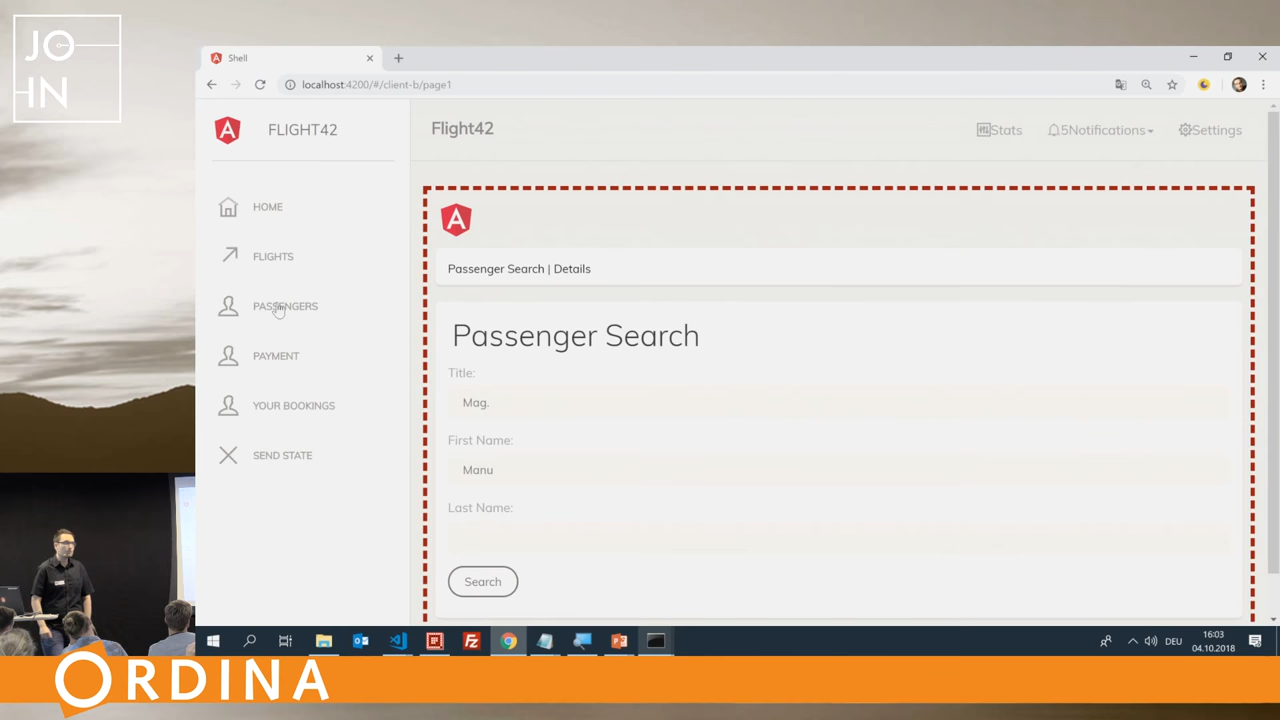 JO
IN
Shell
localhost:4200/#/client-b/page1
FLIGHT42
Flight42
Stats
5Notifications
Settings
HOME
FLIGHTS
PASSENGERS
PAYMENT
YOUR BOOKINGS
SEND STATE
Passenger Search | Details
Passenger Search
Title:
Mag.
First Name:
Manu
Last Name:
Search
DEU
16:03
04.10.2018
ORDINA